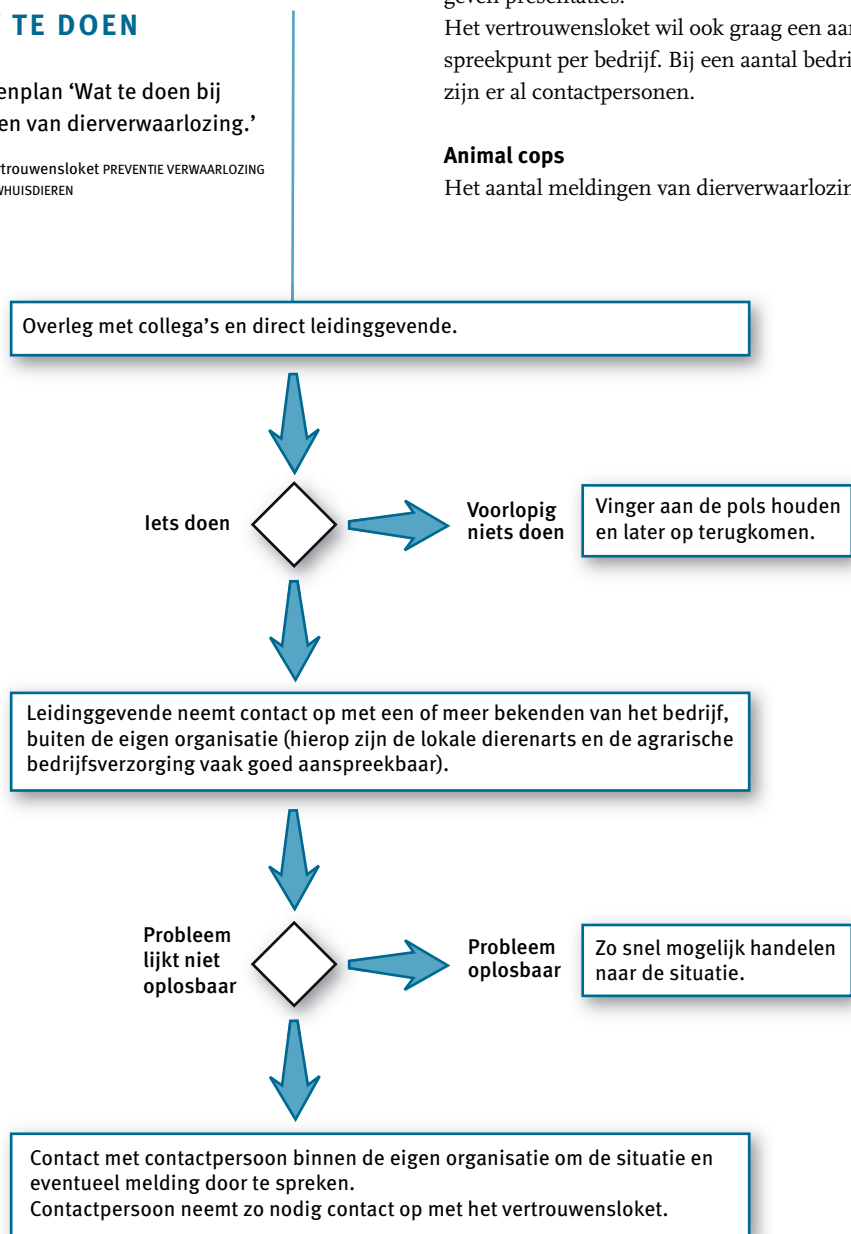 TE DOEN
enplan ‘Wat te doen bij
en van dierverwaarlozing.’
trouwensloket PREVENTIE VERWAARLOZING
HUISDIEREN
geven presentaties.
Het vertrouwensloket wil ook graag een aan
spreekpunt per bedrijf. Bij een aantal bedri
zijn er al contactpersonen.
Animal cops
Het aantal meldingen van dierverwaarlozin
Overleg met collega’s en direct leidinggevende.
Iets doen
Voorlopig
niets doen
Vinger aan de pols houden
en later op terugkomen.
Leidinggevende neemt contact op met een of meer bekenden van het bedrijf,
buiten de eigen organisatie (hierop zijn de lokale dierenarts en de agrarische
bedrijfsverzorging vaak goed aanspreekbaar).
Probleem
lijkt niet
oplosbaar
Probleem
oplosbaar
Zo snel mogelijk handelen
naar de situatie.
Contact met contactpersoon binnen de eigen organisatie om de situatie en
eventueel melding door te spreken.
Contactpersoon neemt zo nodig contact op met het vertrouwensloket.